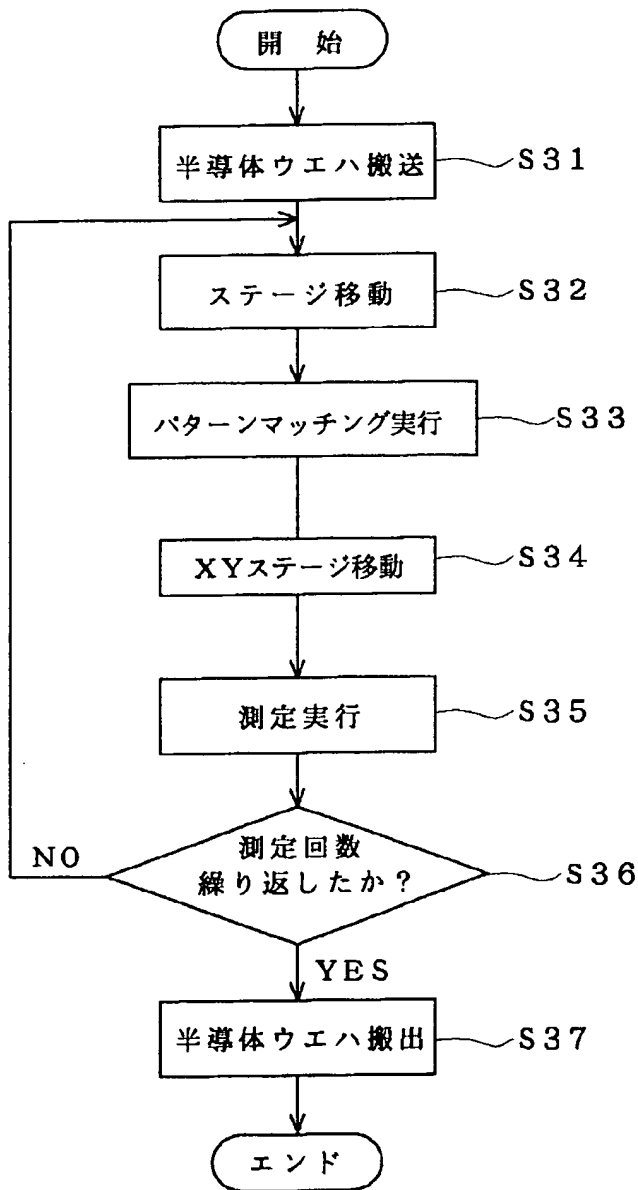 開 始
半導体ウエハ搬送
S31
ステージ移動
S32
パターンマッチング実行
S33
XYステージ移動
S34
測定実行
S35
測定回数
繰り返したか?
S36
NO
YES
半導体ウエハ搬出
S37
エンド